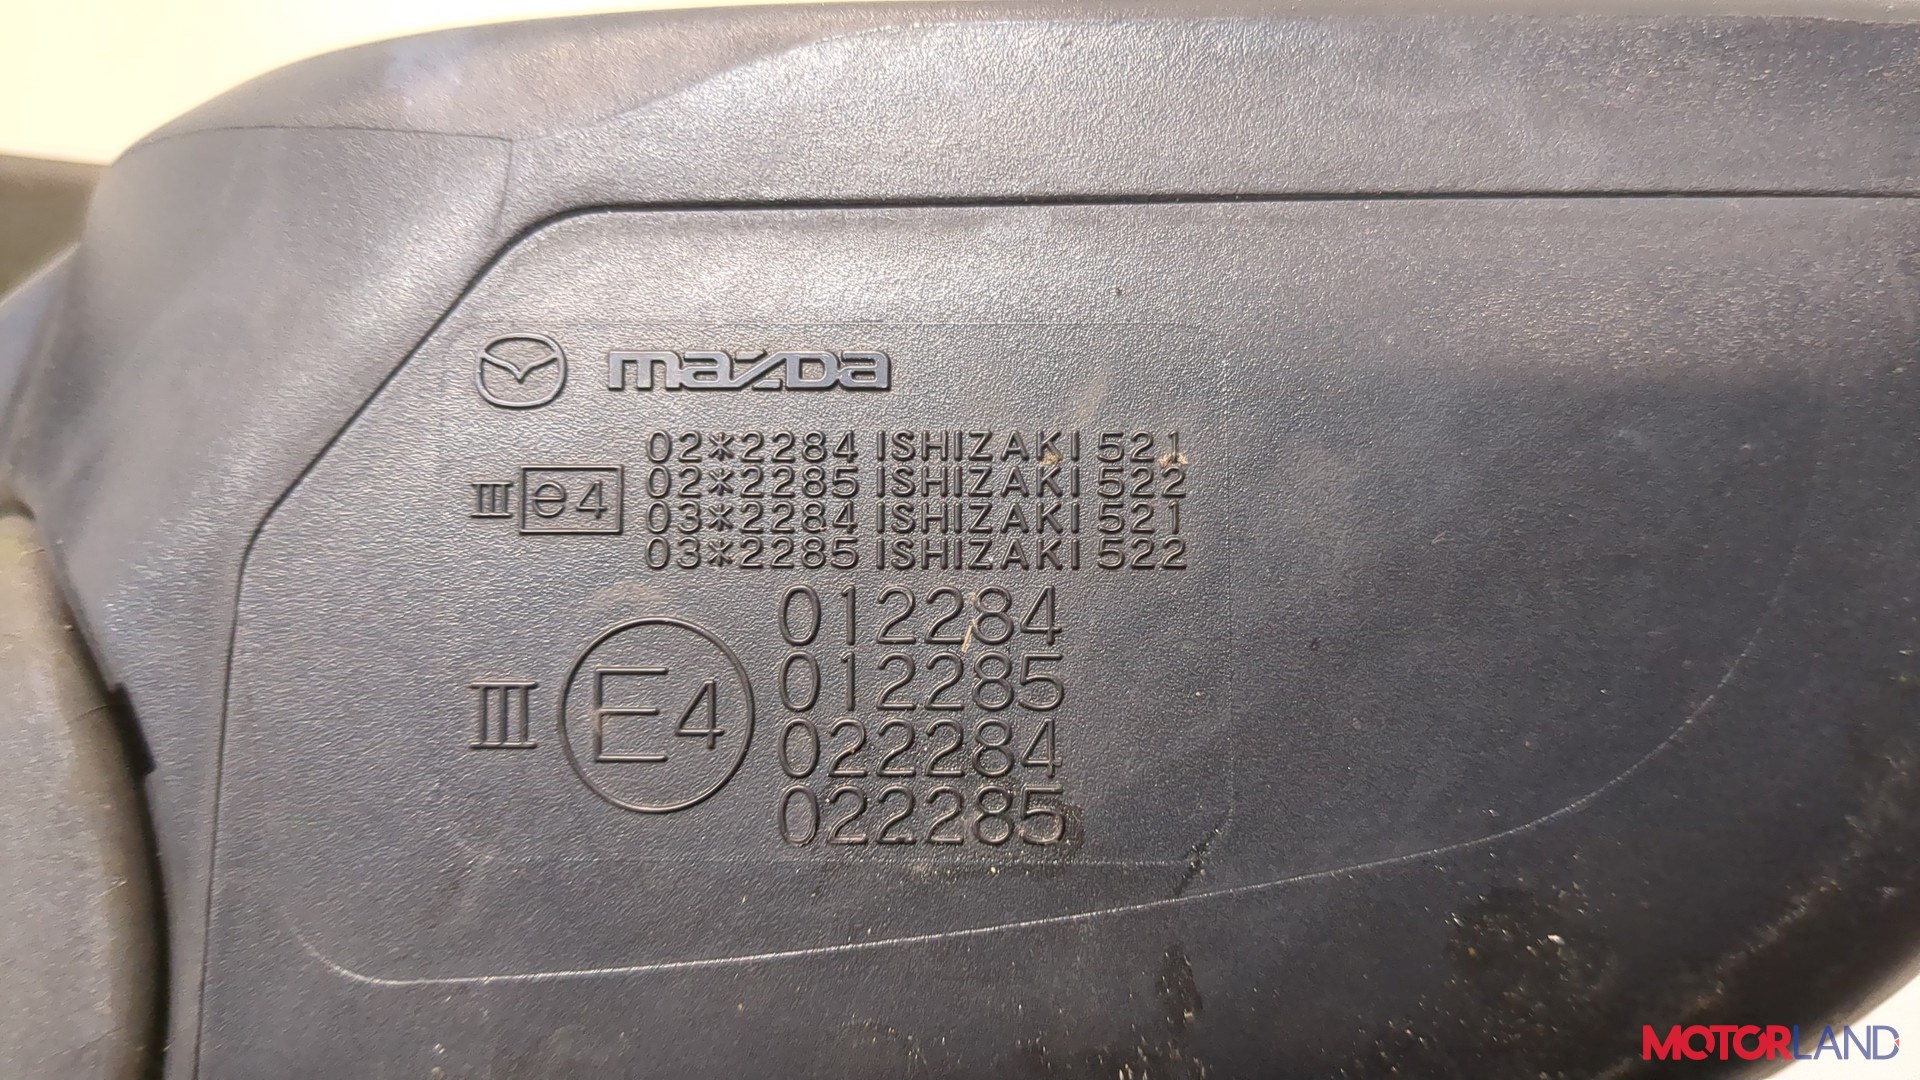 mazda
02*2284 ISHIZAKI 521
02*2285 ISHIZAKI 522
III e4
03*2284 ISHIZAKI 521
03*2285 ISHIZAKI 522
012284
012285
III E4
022284
022285
MOTORLAND